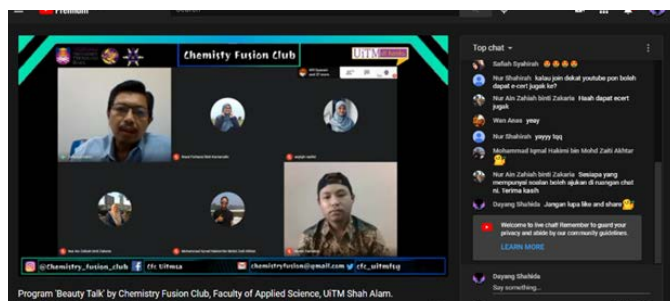 Premium
Chemisty Fusion Club
UiTM
@Chemistry_fusion_club
Cfc Uitmsa
chemistryfusion@gmail.com
cfc_uitmsg
Program 'Beauty Talk' by Chemistry Fusion Club, Faculty of Applied Science, UiTM Shah Alam.
Top chat
Safiah Syahirah
Nur Shahirah kalau join dekat youtube pon boleh
dapat e-cert jugak ke?
Nur Ain Zahiah binti Zakaria Haah dapat ecert
jugak
Wan Anas yeay
Nur Shahirah yayyy tqq
Mohammad Iqmal Hakimi bin Mohd Zaiti Akhtar
Nur Ain Zahiah binti Zakaria Sesiapa yang
mempunyai soalan boleh ajukan di ruangan chat
ni. Terima kasih
Dayang Shahida Jangan lupa like and share
Welcome to live chat! Remember to guard your
privacy and abide by our community guidelines.
LEARN MORE
Dayang Shahida
Say something...